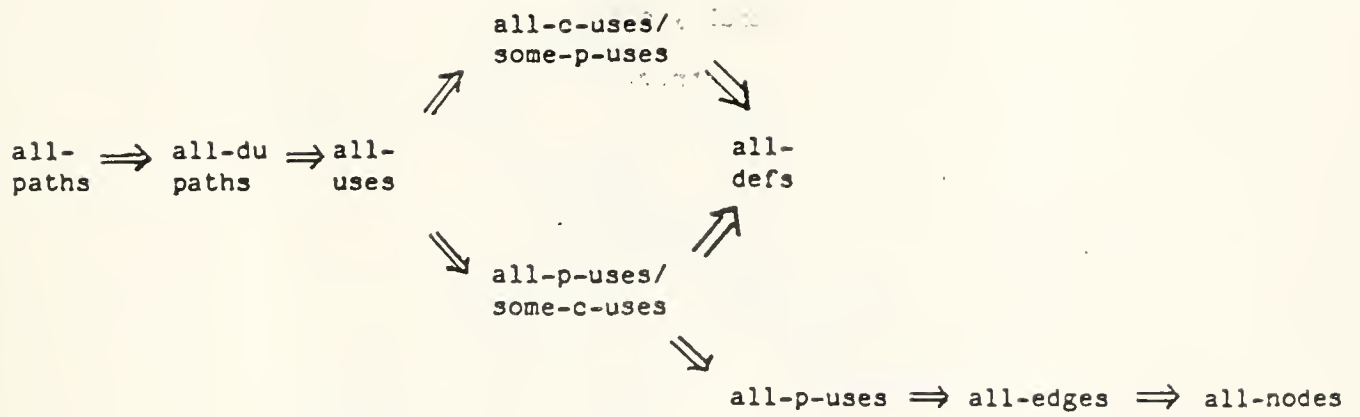 all-c-uses/
some-p-uses
all-
paths
all-du
paths
all-
uses
all-
defs
all-p-uses/
some-c-uses
all-p-uses
all-edges
all-nodes